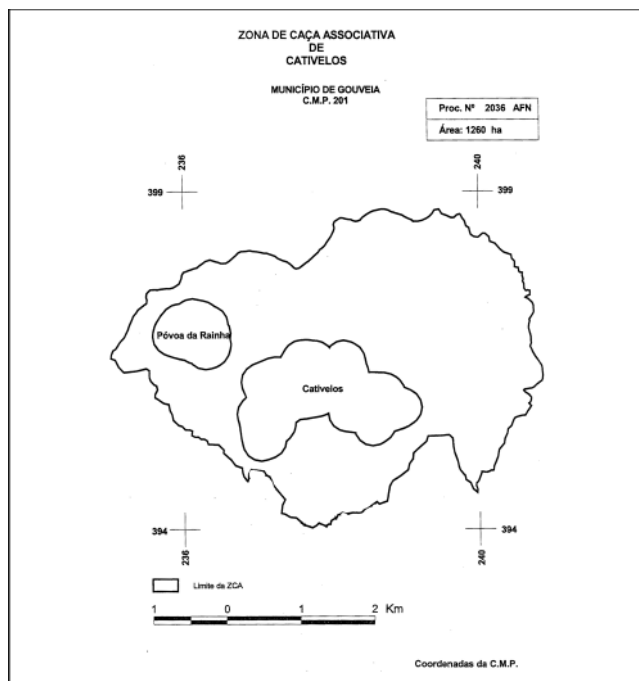 ZONA DE CAÇA ASSOCIATIVA
DE
CATIVELOS
MUNICÍPIO DE GOUVEIA
C.M.P. 201
Proc. Nº 2036 AFN
Área: 1260 ha
236
240
399
399
Póvoa da Rainha
Cativelos
394
394
236
240
Limite da ZCA
1 0 1 2 Km
Coordenadas da C.M.P.